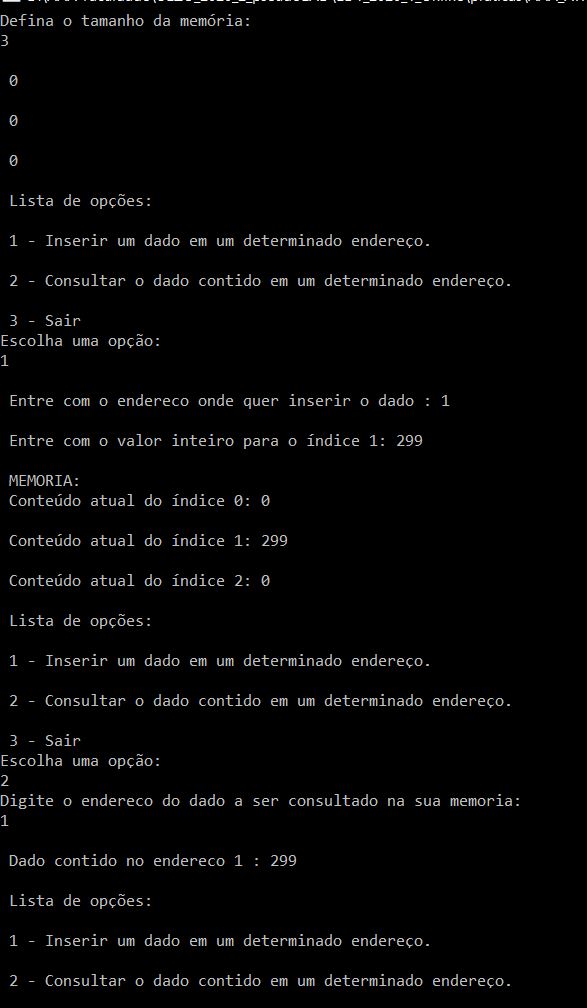 Defina o tamanho da memória:
3
0
0
0
Lista de opções:
1 - Inserir um dado em um determinado endereço.
2 - Consultar o dado contido em um determinado endereço.
3 - Sair
Escolha uma opção:
1
Entre com o endereco onde quer inserir o dado : 1
Entre com o valor inteiro para o índice 1: 299
MEMORIA:
Conteúdo atual do índice 0: 0
Conteúdo atual do índice 1: 299
Conteúdo atual do índice 2: 0
Lista de opções:
1 - Inserir um dado em um determinado endereço.
2 - Consultar o dado contido em um determinado endereço.
3 - Sair
Escolha uma opção:
2
Digite o endereco do dado a ser consultado na sua memoria:
1
Dado contido no endereco 1 : 299
Lista de opções:
1 - Inserir um dado em um determinado endereço.
2 - Consultar o dado contido em um determinado endereço.